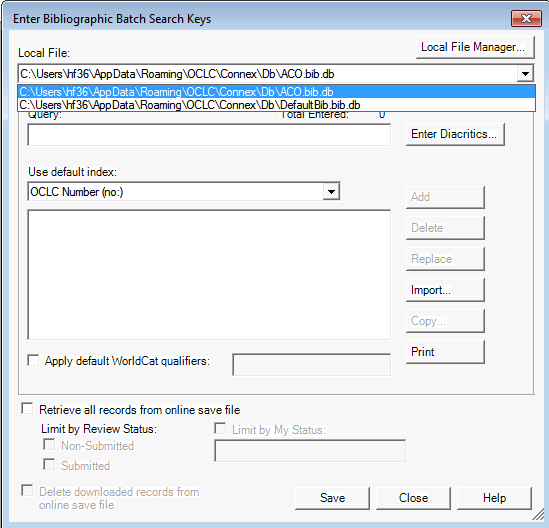 Enter Bibliographic Batch Search Keys
Local File Manager...
Local File:
C:\Users\hf36\AppData\Roaming\OCLC\Connex\Db\ACO.bib.db
C:\Users\hf36\AppData\Roaming\OCLC\Connex\Db\ACO.bib.db
C:\Users\hf36\AppData\Roaming\OCLC\Connex\Db\DefaultBib.bib.db
Query: Total Entered: 0
Enter Diacritics...
Use default index:
OCLC Number (no:)
Add
Delete
Replace
Import...
Copy...
Print
Apply default WorldCat qualifiers:
Retrieve all records from online save file
Limit by Review Status: Limit by My Status:
Non-Submitted
Submitted
Delete downloaded records from
online save file
Save Close Help